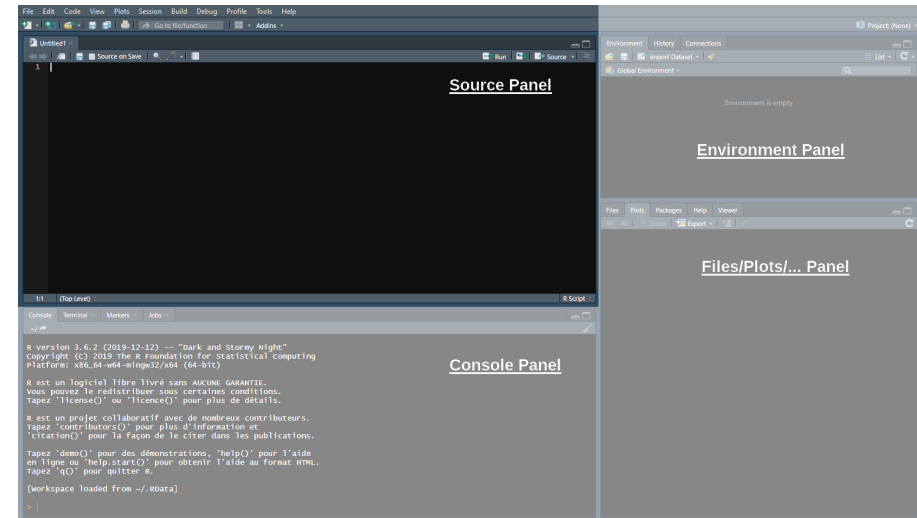 File Edit Code View Plots Session Build Debug Profile Tools Help
Go to file/function Addins
Project: (None)
Untitled1
Source on Save Run Source
1
Source Panel
1:1 (Top Level) R Script
Environment History Connections
Import Dataset List
Global Environment
Environment is empty
Environment Panel
Files Plots Packages Help Viewer
Zoom Export
Files/Plots/... Panel
Console Terminal Markers Jobs
~/
Console Panel
R version 3.6.2 (2019-12-12) -- "Dark and Stormy Night"
Copyright (C) 2019 The R Foundation for Statistical Computing
Platform: x86_64-w64-mingw32/x64 (64-bit)
R est un logiciel libre livré sans AUCUNE GARANTIE.
Vous pouvez le redistribuer sous certaines conditions.
Tapez 'license()' ou 'licence()' pour plus de détails.
R est un projet collaboratif avec de nombreux contributeurs.
Tapez 'contributors()' pour plus d'information et
'citation()' pour la façon de le citer dans les publications.
Tapez 'demo()' pour des démonstrations, 'help()' pour l'aide
en ligne ou 'help.start()' pour obtenir l'aide au format HTML.
Tapez 'q()' pour quitter R.
[Workspace loaded from ~/.RData]
>